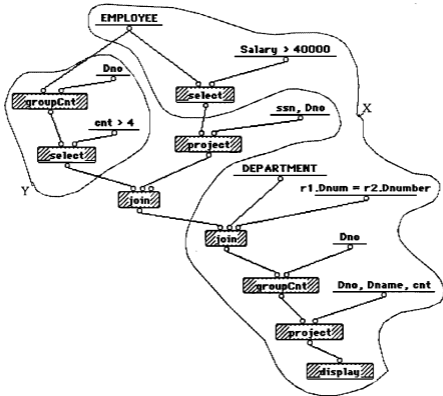 EMPLOYEE
Salary > 40000
Dno
groupCnt
select
X
ssn, Dno
cnt > 4
select
project
Y
DEPARTMENT
join
r1.Dnum = r2.Dnumber
join
Dno
groupCnt
Dno, Dname, cnt
project
display